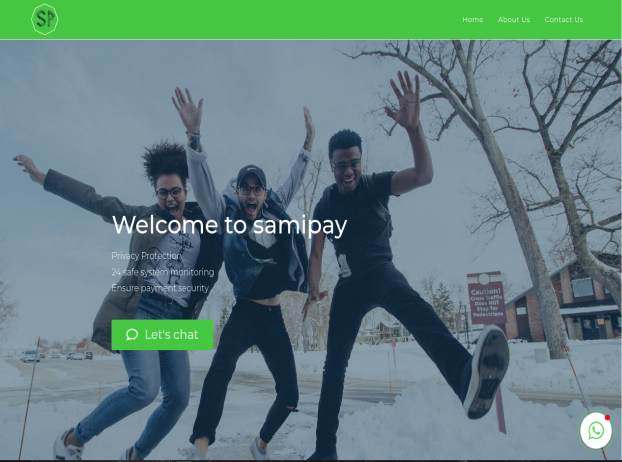 SP
Home About Us Contact Us
Welcome to samipay
Privacy Protection
24 safe system monitoring
Ensure payment security
Let's chat
Caution!
Cross Traffic
Does NOT
Stop for
Pedestrians